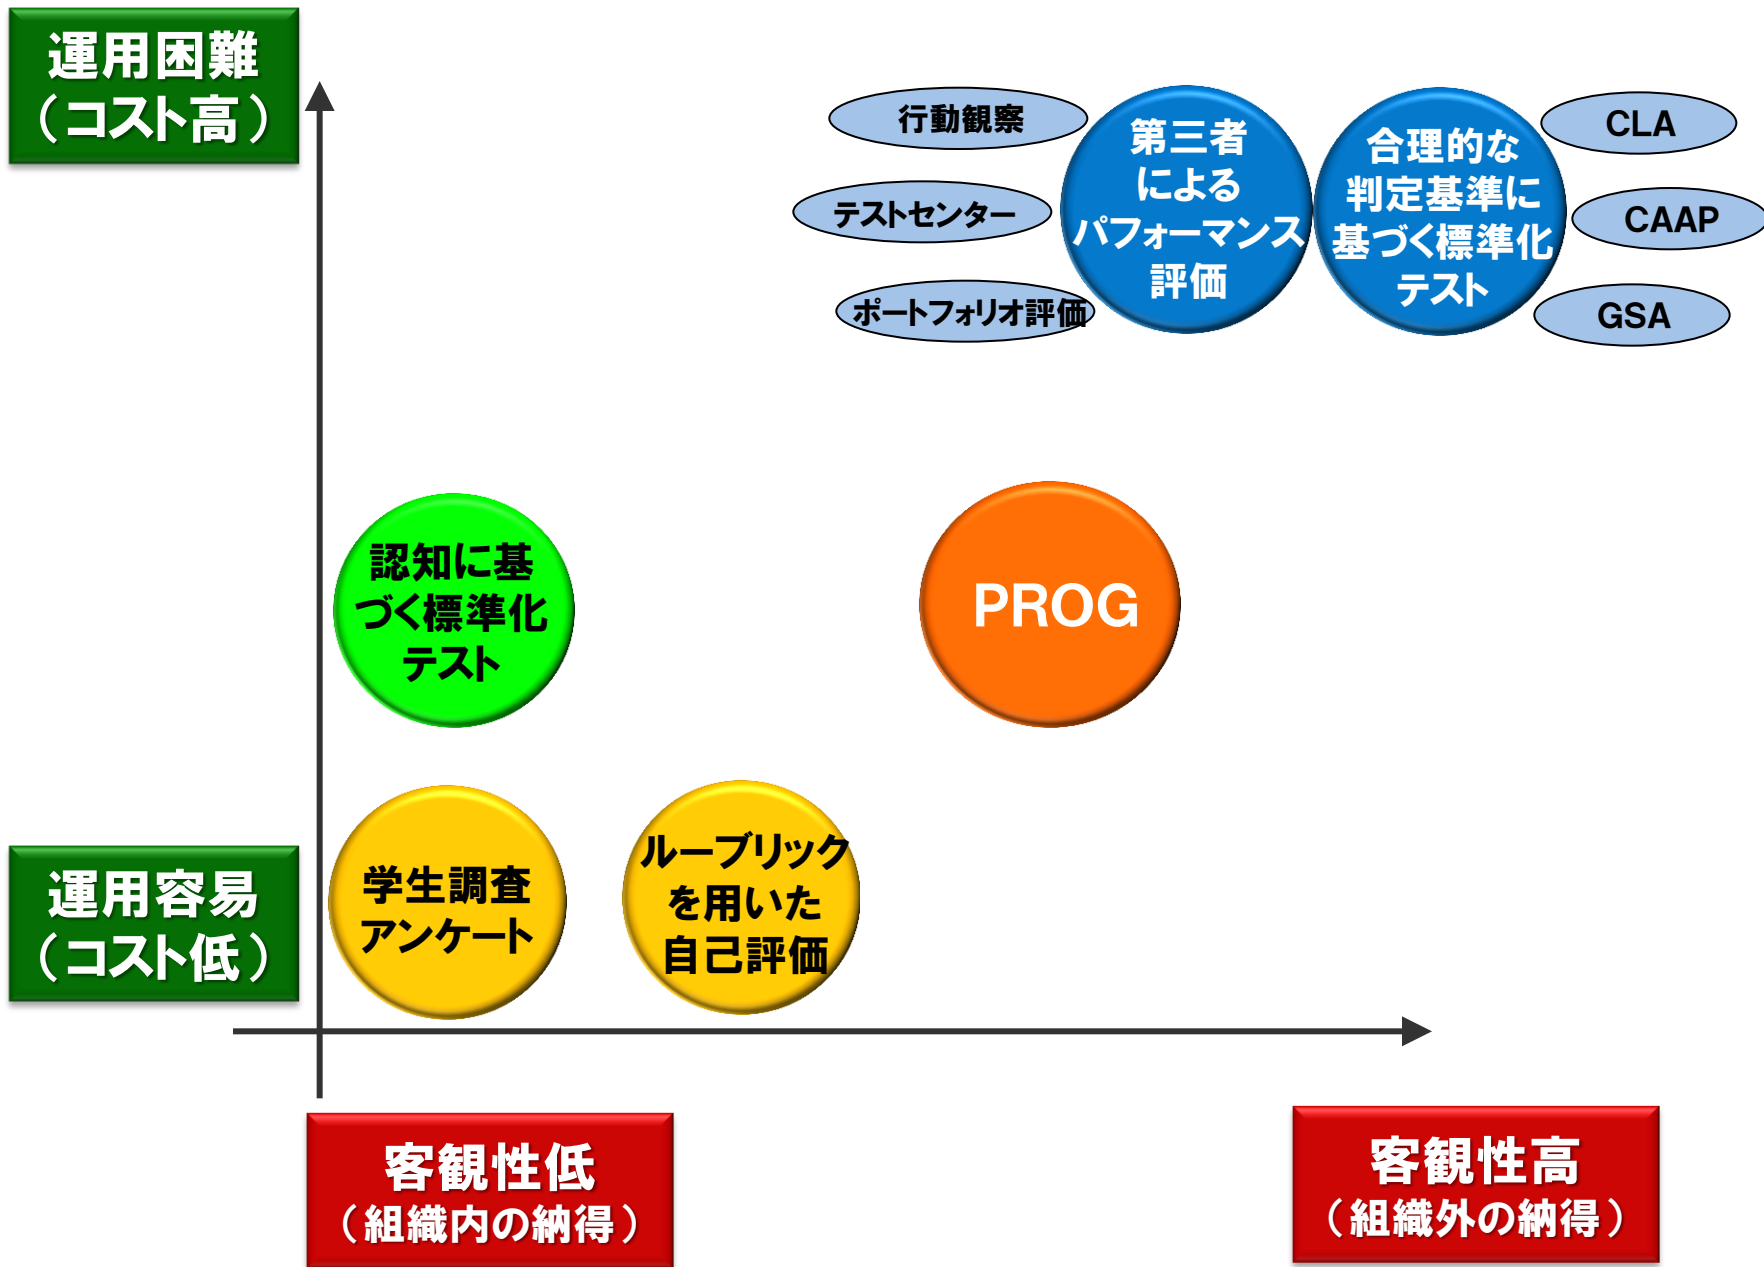 運用困難
（コスト高）
行動観察
テストセンター
ポートフォリオ評価
第三者
による
パフォーマンス
評価
合理的な
判定基準に
基づく標準化
テスト
CLA
CAAP
GSA
認知に基
づく標準化
テスト
PROG
運用容易
（コスト低）
学生調査
アンケート
ルーブリック
を用いた
自己評価
客観性低
（組織内の納得）
客観性高
（組織外の納得）